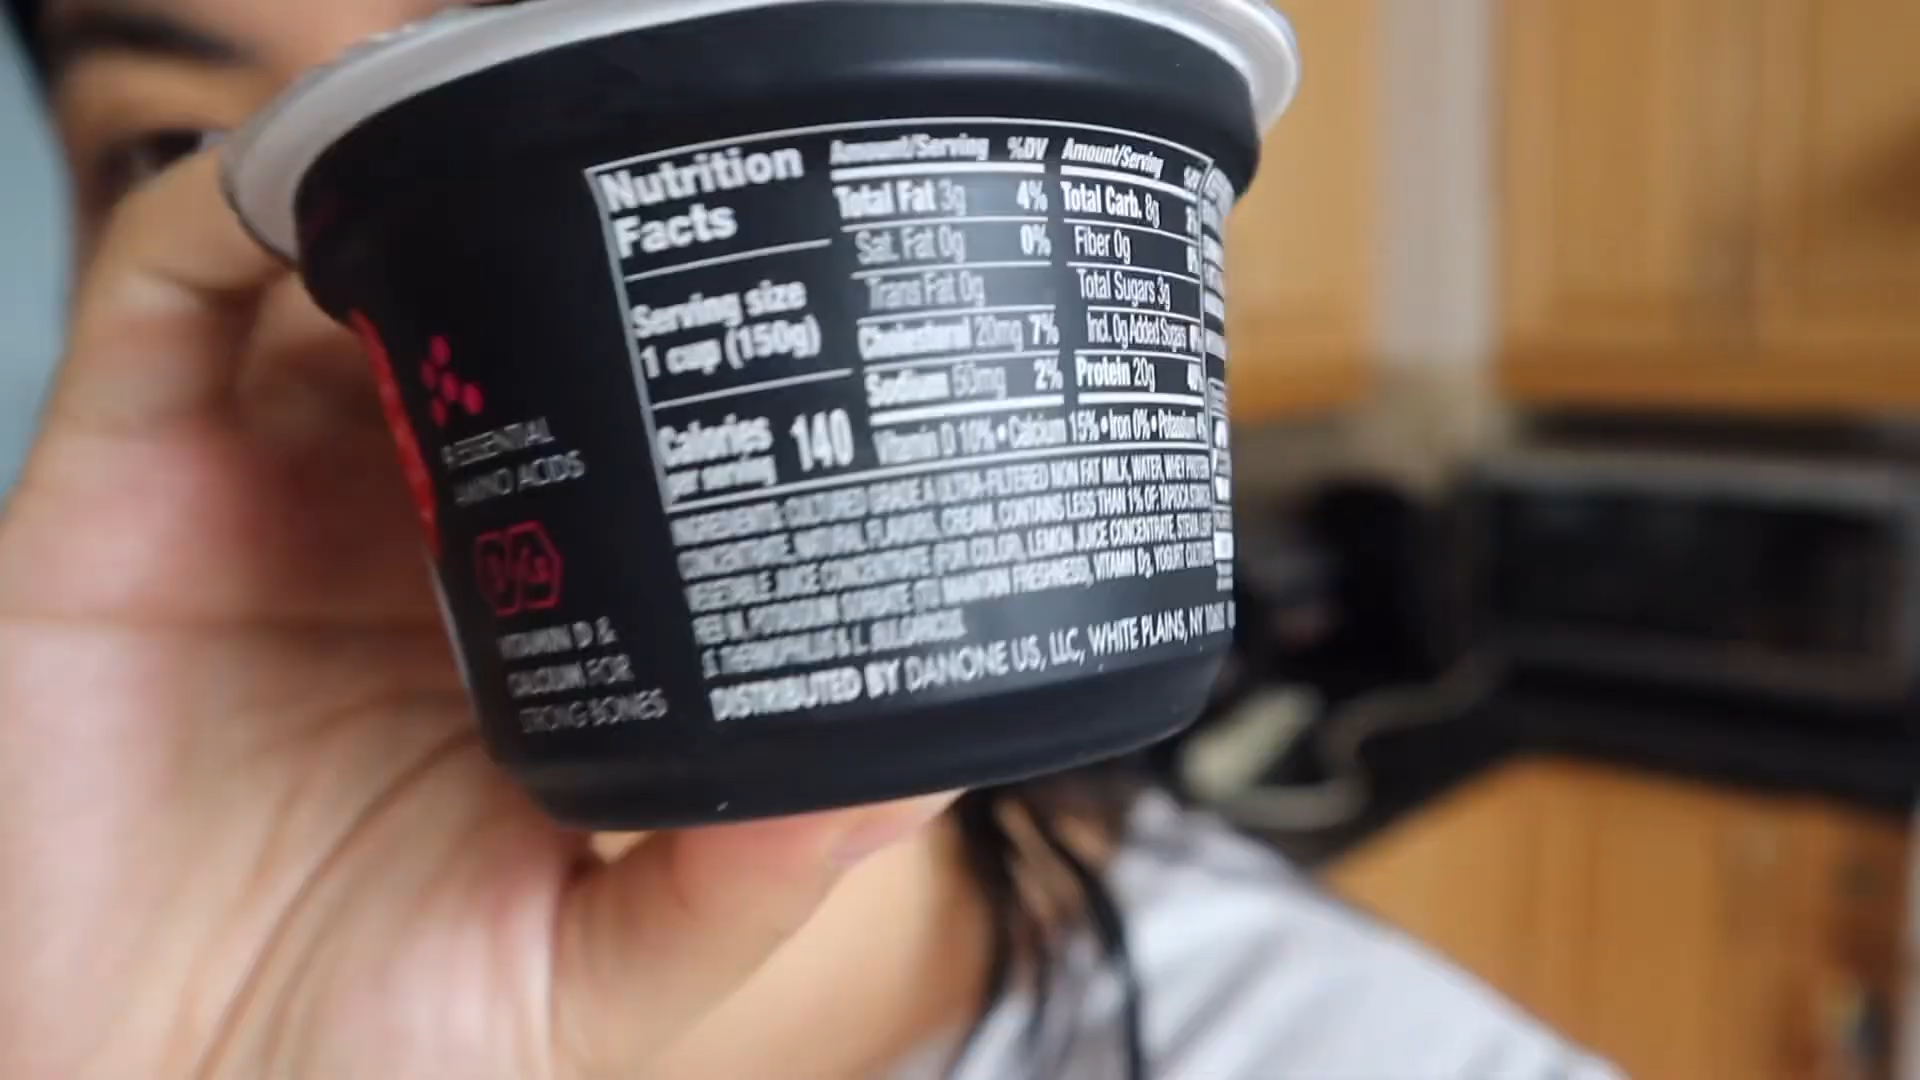 Nutrition
Facts
Serving size
1 cup (150g)
Calories
per serving
140
Amount/Serving %DV
Total Fat 3g 4%
Sat. Fat 0g 0%
Trans Fat 0g
Cholesterol 20mg 7%
Sodium 50mg 2%
Amount/Serving
Total Carb. 8g
Fiber 0g
Total Sugars 3g
Incl. 0g Added Sugars
Protein 20g
Vitamin D 10% • Calcium 15% • Iron 0% • Potassium
INGREDIENTS: CULTURED GRADE A ULTRA-FILTERED NON FAT MILK, WATER, WHEY PROTEIN
CONCENTRATE, NATURAL FLAVORS, CREAM, CONTAINS LESS THAN 1% OF: TAPIOCA STARCH,
VEGETABLE JUICE CONCENTRATE (FOR COLOR), LEMON JUICE CONCENTRATE, STEVIA LEAF
REB M, POTASSIUM SORBATE (TO MAINTAIN FRESHNESS), VITAMIN D3, YOGURT CULTURES
S. THERMOPHILUS & L. BULGARICUS.
DISTRIBUTED BY DANONE US, LLC, WHITE PLAINS, NY
9 ESSENTIAL
AMINO ACIDS
VITAMIN D &
CALCIUM FOR
STRONG BONES